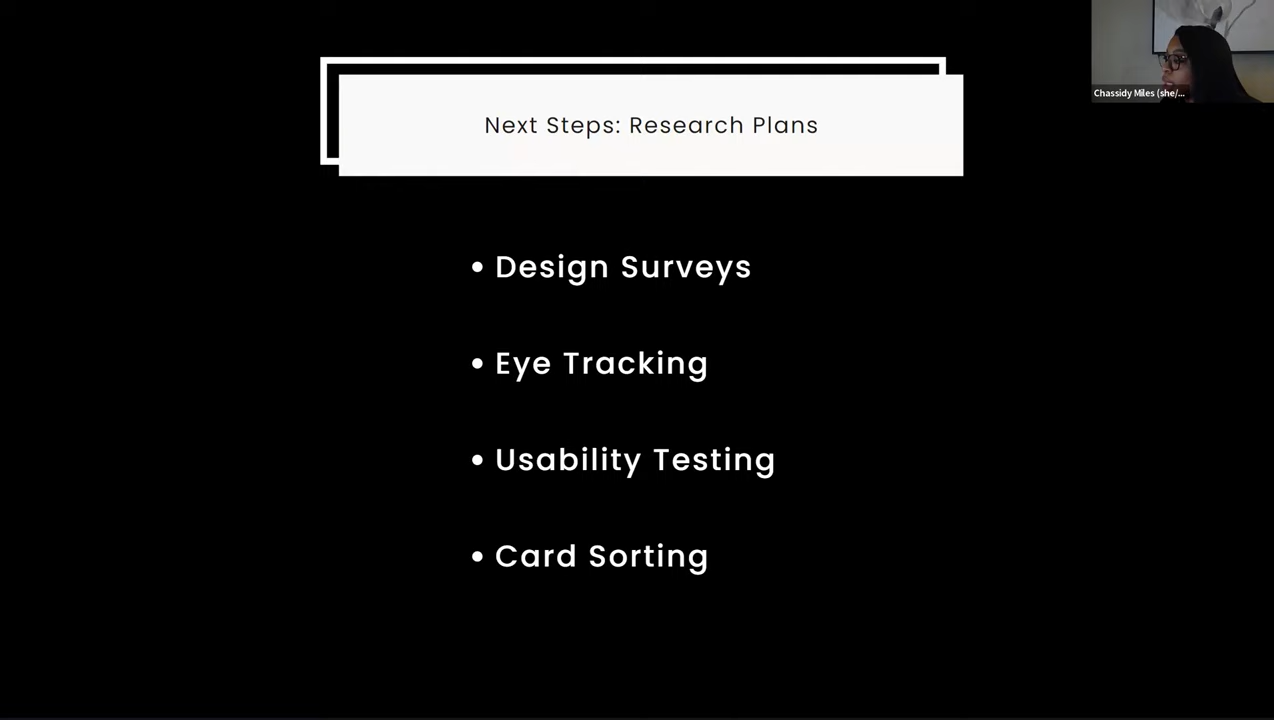 Next Steps: Research Plans
Chassidy Miles (she/...
• Design Surveys
• Eye Tracking
• Usability Testing
• Card Sorting